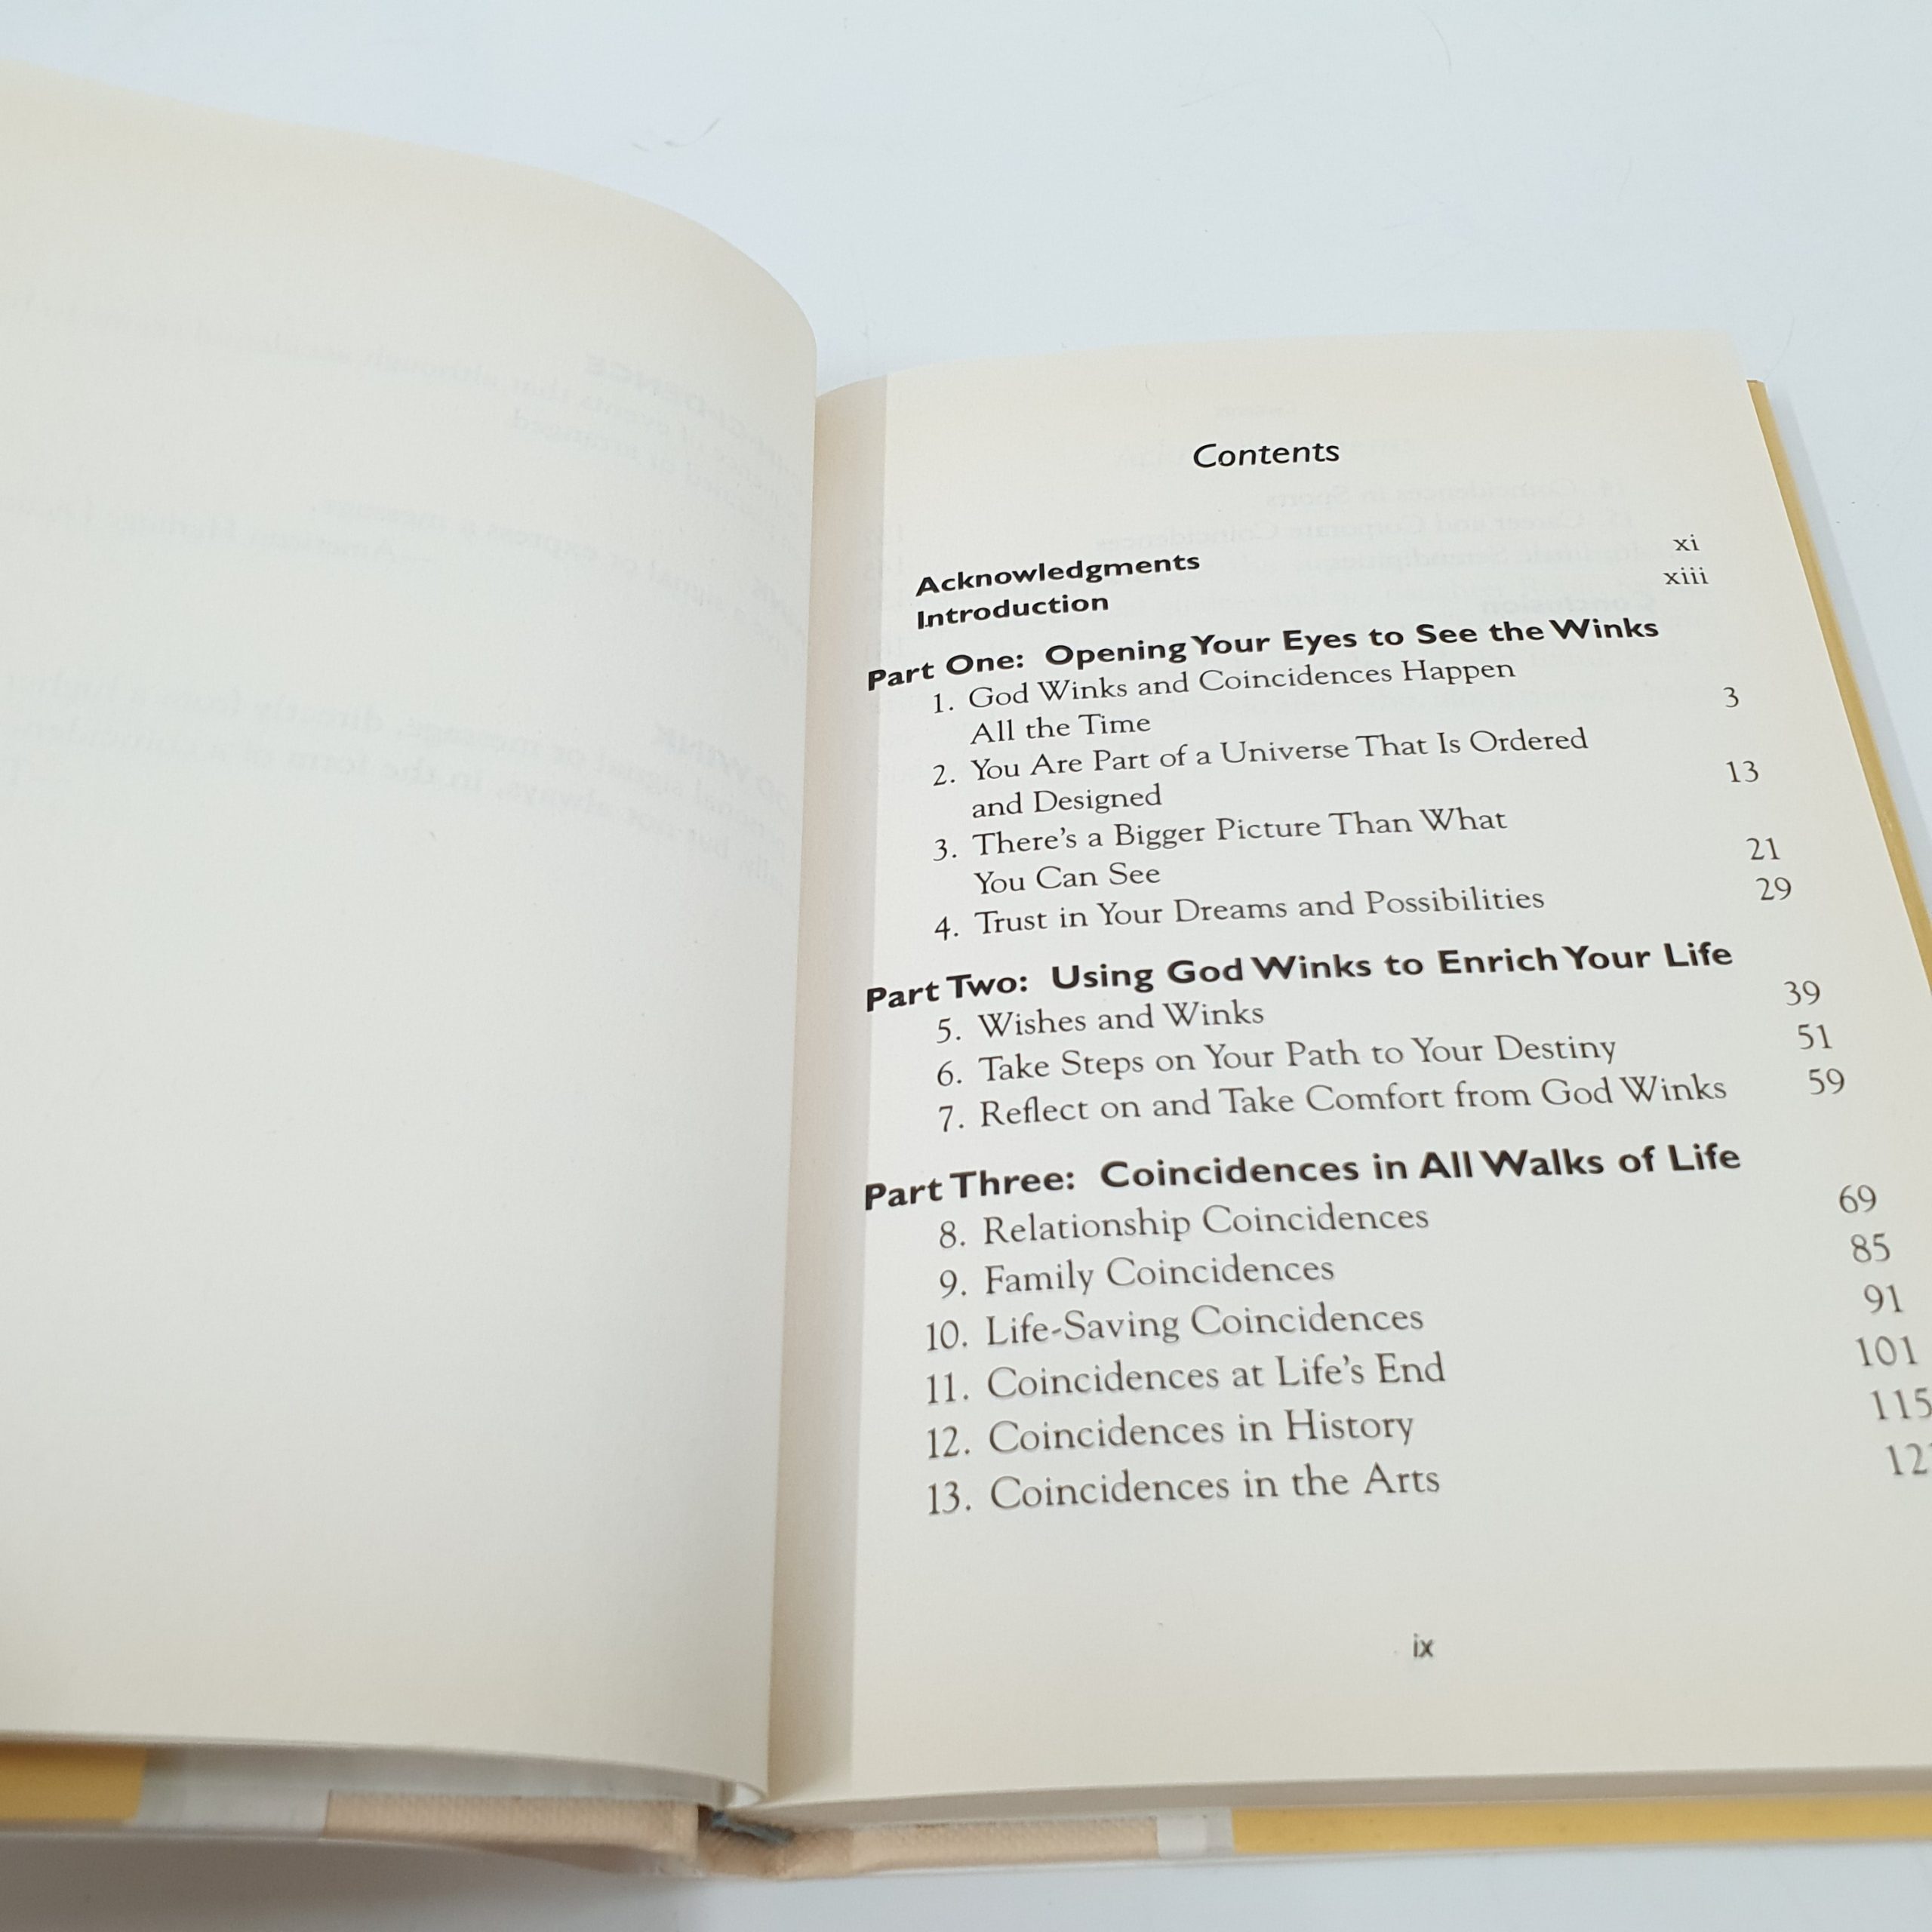 Contents
Acknowledgments xi
Introduction xiii
Part One: Opening Your Eyes to See the Winks
1. God Winks and Coincidences Happen
All the Time 3
2. You Are Part of a Universe That Is Ordered
and Designed 13
3. There's a Bigger Picture Than What
You Can See 21
4. Trust in Your Dreams and Possibilities 29
Part Two: Using God Winks to Enrich Your Life
5. Wishes and Winks 39
6. Take Steps on Your Path to Your Destiny 51
7. Reflect on and Take Comfort from God Winks 59
Part Three: Coincidences in All Walks of Life
8. Relationship Coincidences 69
9. Family Coincidences 85
10. Life-Saving Coincidences 91
11. Coincidences at Life's End 101
12. Coincidences in History 115
13. Coincidences in the Arts
ix